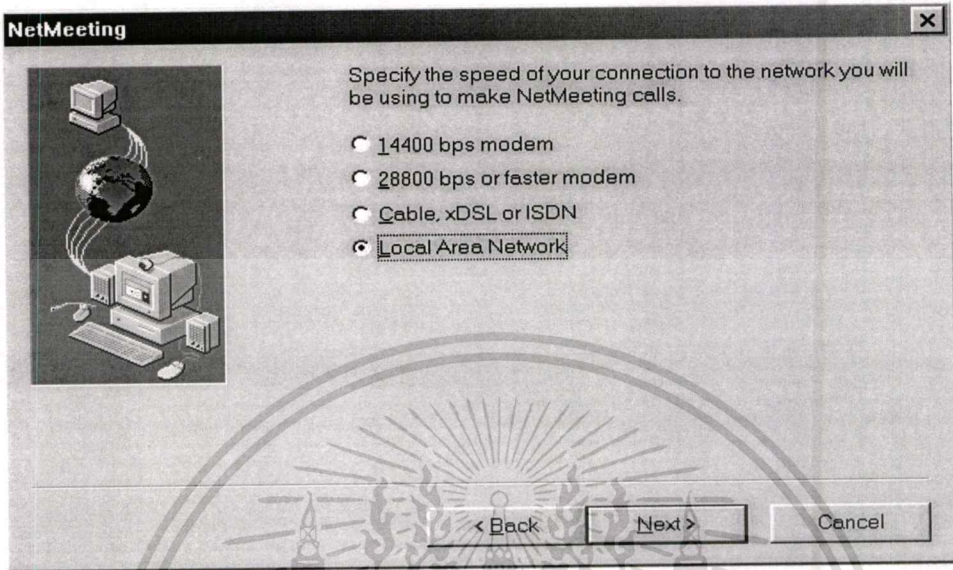 NetMeeting
Specify the speed of your connection to the network you will
be using to make NetMeeting calls.
14400 bps modem
28800 bps or faster modem
Cable, xDSL or ISDN
Local Area Network
< Back
Next >
Cancel